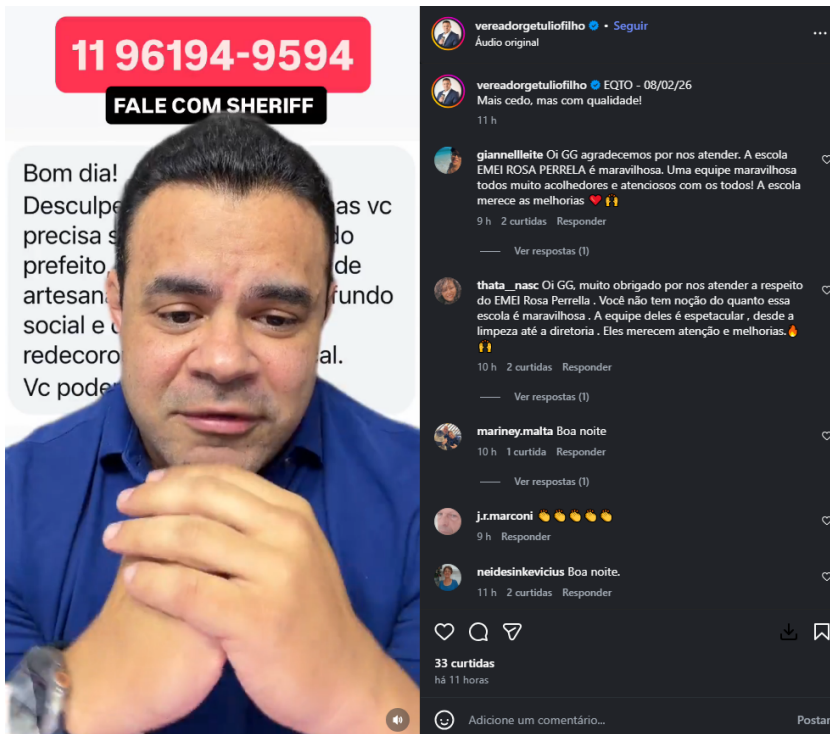 11 96194-9594
FALE COM SHERIFF
Bom dia!
Desculpe as vc
precisa
prefeito, de
fundo
social e
al.
Vc
vereadorgetuliofilho • Seguir
Áudio original
vereadorgetuliofilho EQTO - 08/02/26
Mais cedo, mas com qualidade!
11 h
giannellleite Oi GG agradecemos por nos atender. A escola
EMEI ROSA PERRELA é maravilhosa. Uma equipe maravilhosa
todos muito acolhedores e atenciosos com os todos! A escola
merece as melhorias ❤️🙌
9 h 2 curtidas Responder
Ver respostas (1)
thata__nasc Oi GG, muito obrigado por nos atender a respeito
do EMEI Rosa Perrella . Você não tem noção do quanto essa
escola é maravilhosa . A equipe deles é espetacular , desde a
limpeza até a diretoria . Eles merecem atenção e melhorias.🔥
🙌
10 h 2 curtidas Responder
Ver respostas (1)
mariney.malta Boa noite
10 h 1 curtida Responder
Ver respostas (1)
j.r.marconi 👏👏👏👏👏
9 h Responder
neidesinkevicius Boa noite.
11 h 2 curtidas Responder
33 curtidas
há 11 horas
Adicione um comentário...
Postar